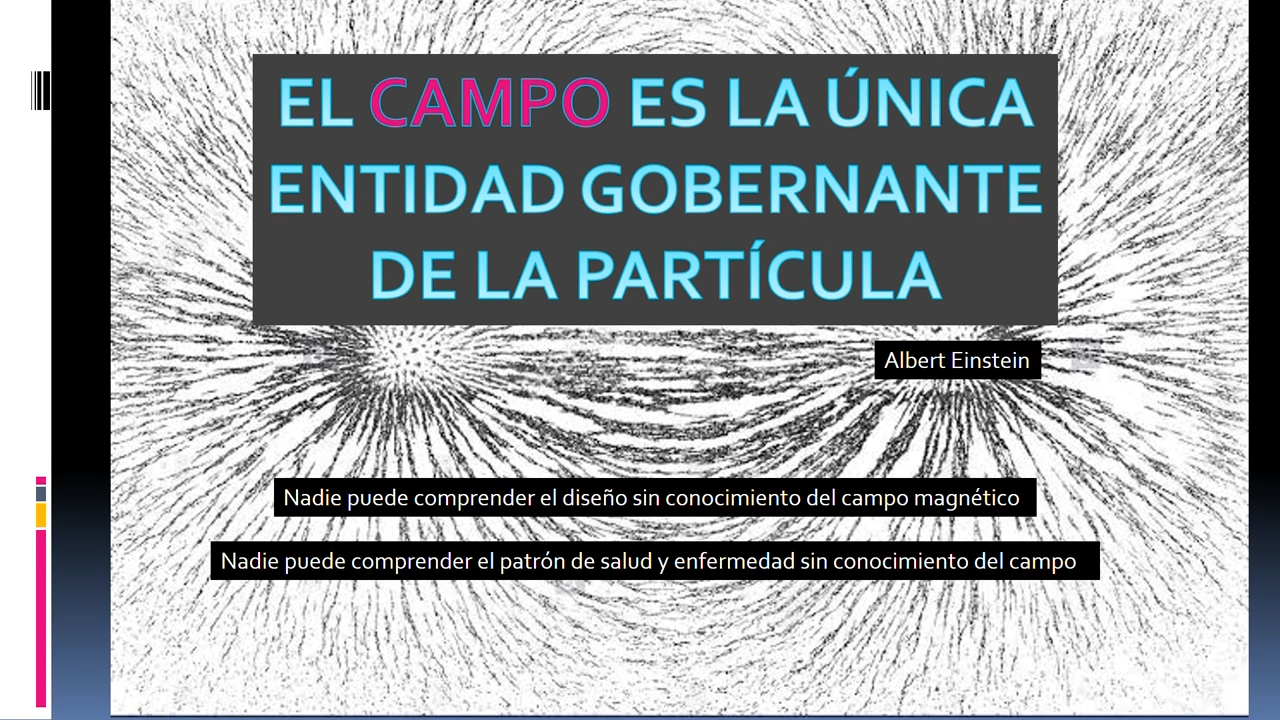 EL CAMPO ES LA ÚNICA
ENTIDAD GOBERNANTE
DE LA PARTÍCULA
Albert Einstein
Nadie puede comprender el diseño sin conocimiento del campo magnético
Nadie puede comprender el patrón de salud y enfermedad sin conocimiento del campo